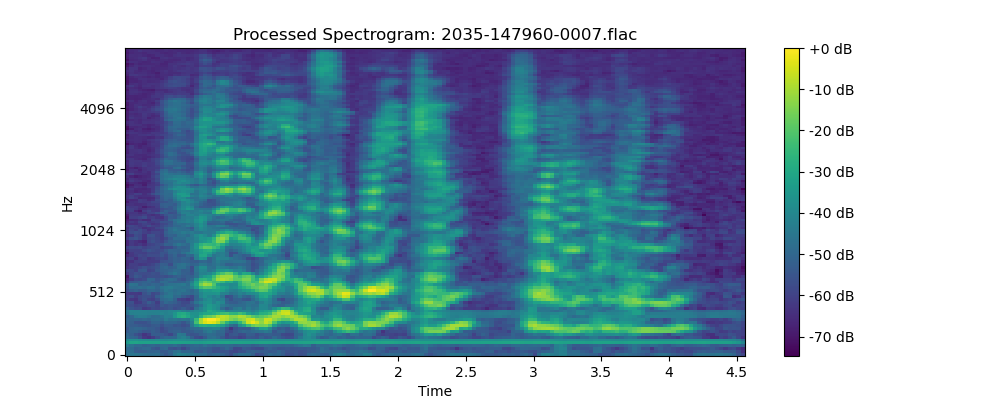 Processed Spectrogram: 2035-147960-0007.flac
Hz
4096
2048
1024
512
0
0 0.5 1 1.5 2 2.5 3 3.5 4 4.5
Time
+0 dB
-10 dB
-20 dB
-30 dB
-40 dB
-50 dB
-60 dB
-70 dB